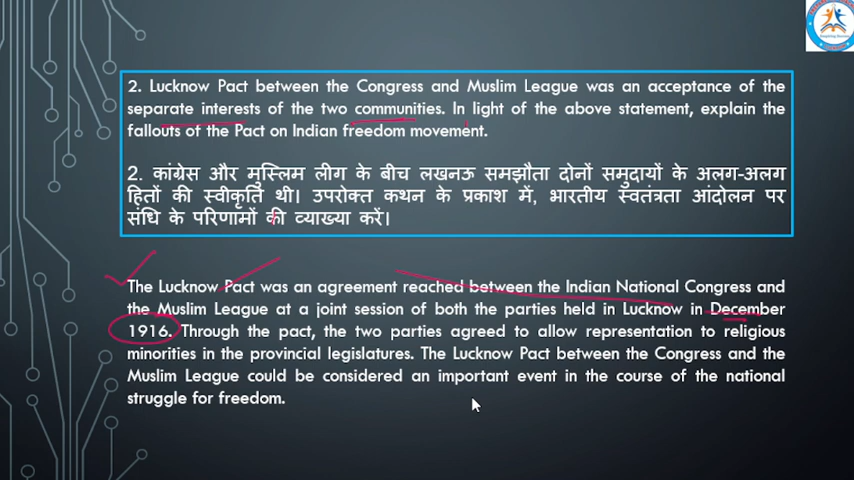 2. Lucknow Pact between the Congress and Muslim League was an acceptance of the
separate interests of the two communities. In light of the above statement, explain the
fallouts of the Pact on Indian freedom movement.
2. कांग्रेस और मुस्लिम लीग के बीच लखनऊ समझौता दोनों समुदायों के अलग-अलग
हितों की स्वीकृति थी। उपरोक्त कथन के प्रकाश में, भारतीय स्वतंत्रता आंदोलन पर
संधि के परिणामों की व्याख्या करें।
The Lucknow Pact was an agreement reached between the Indian National Congress and
the Muslim League at a joint session of both the parties held in Lucknow in December
1916. Through the pact, the two parties agreed to allow representation to religious
minorities in the provincial legislatures. The Lucknow Pact between the Congress and the
Muslim League could be considered an important event in the course of the national
struggle for freedom.